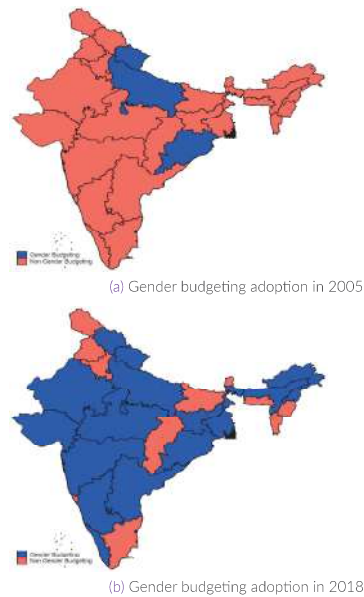 Gender Budgeting
Non Gender Budgeting
(a) Gender budgeting adoption in 2005
Gender Budgeting
Non Gender Budgeting
(b) Gender budgeting adoption in 2018